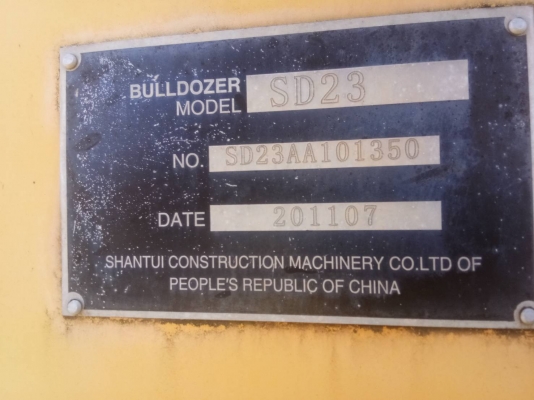 BULLDOZER MODEL SD23
NO. SD23AA101350
DATE 201107
SHANTUI CONSTRUCTION MACHINERY CO.LTD OF
PEOPLE'S REPUBLIC OF CHINA